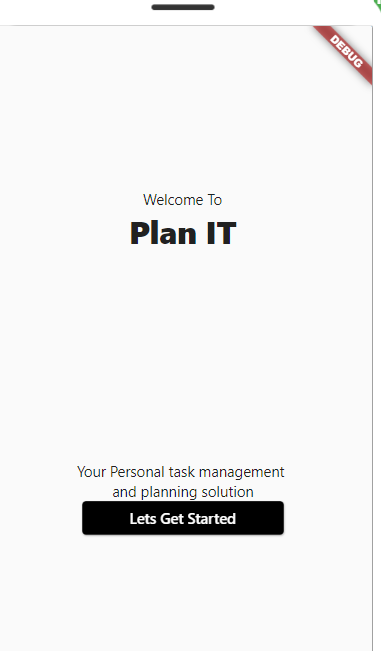 DEBUG
Welcome To
Plan IT
Your Personal task management
and planning solution
Lets Get Started